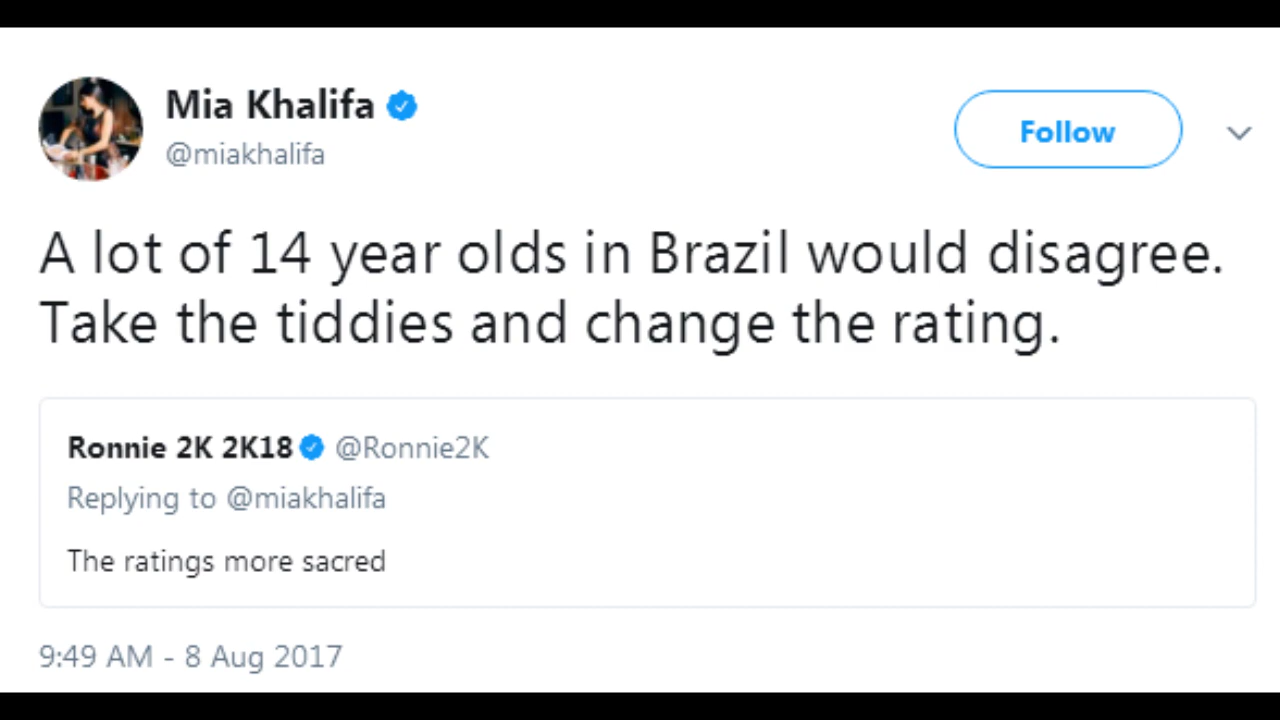 Mia Khalifa
@miakhalifa
Follow
A lot of 14 year olds in Brazil would disagree.
Take the tiddies and change the rating.
Ronnie 2K 2K18 @Ronnie2K
Replying to @miakhalifa
The ratings more sacred
9:49 AM - 8 Aug 2017